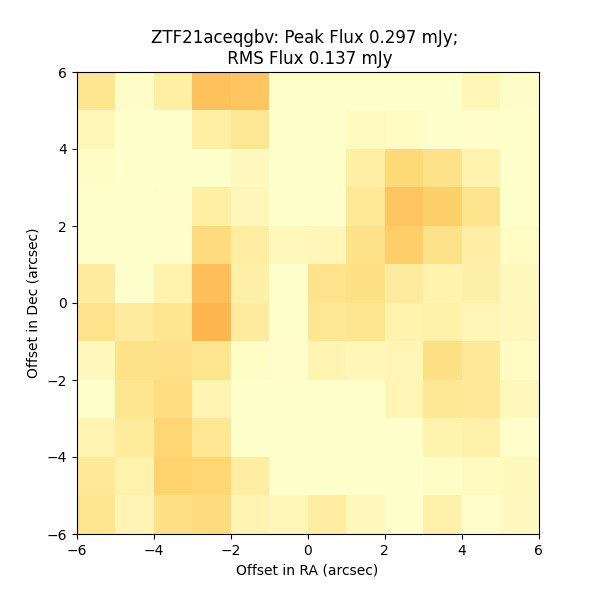 ZTF21aceqgbv: Peak Flux 0.297 mJy;
RMS Flux 0.137 mJy
6
4
2
0
−2
−4
−6
Offset in Dec (arcsec)
−6 −4 −2 0 2 4 6
Offset in RA (arcsec)